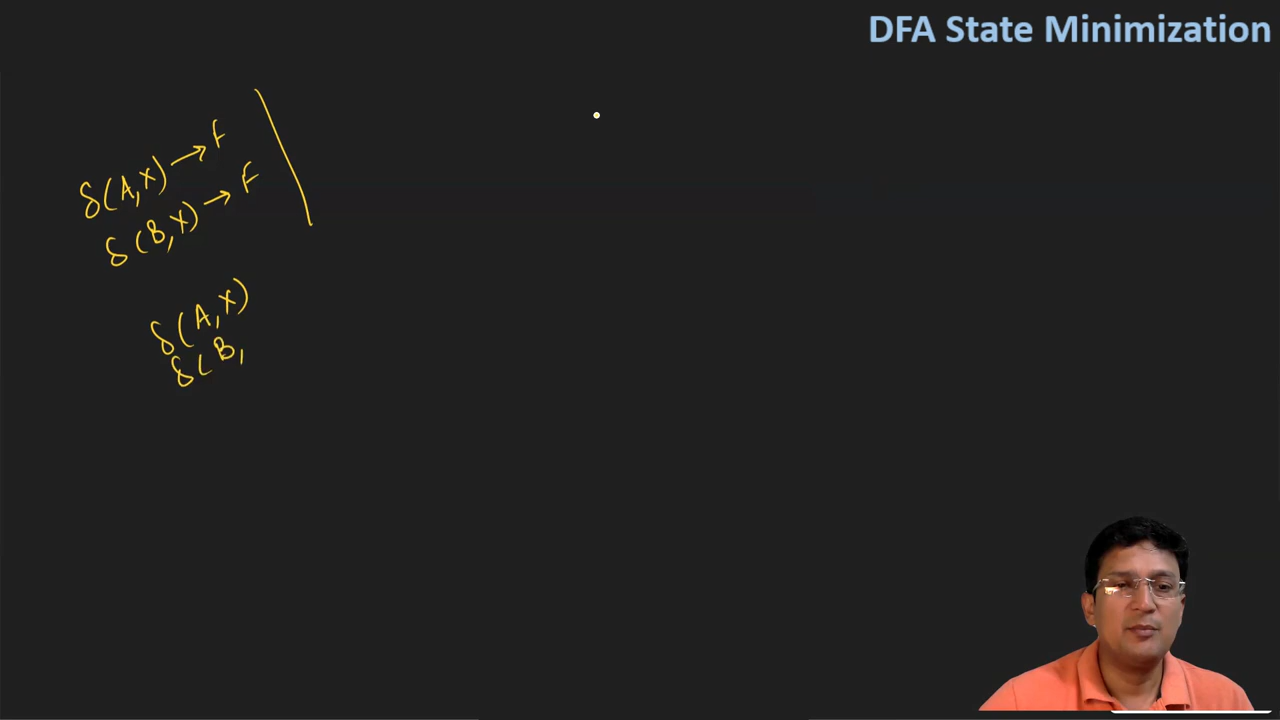 DFA State Minimization
δ(A,X) → F
δ(B,X) → F
δ(A,X)
δ(B,